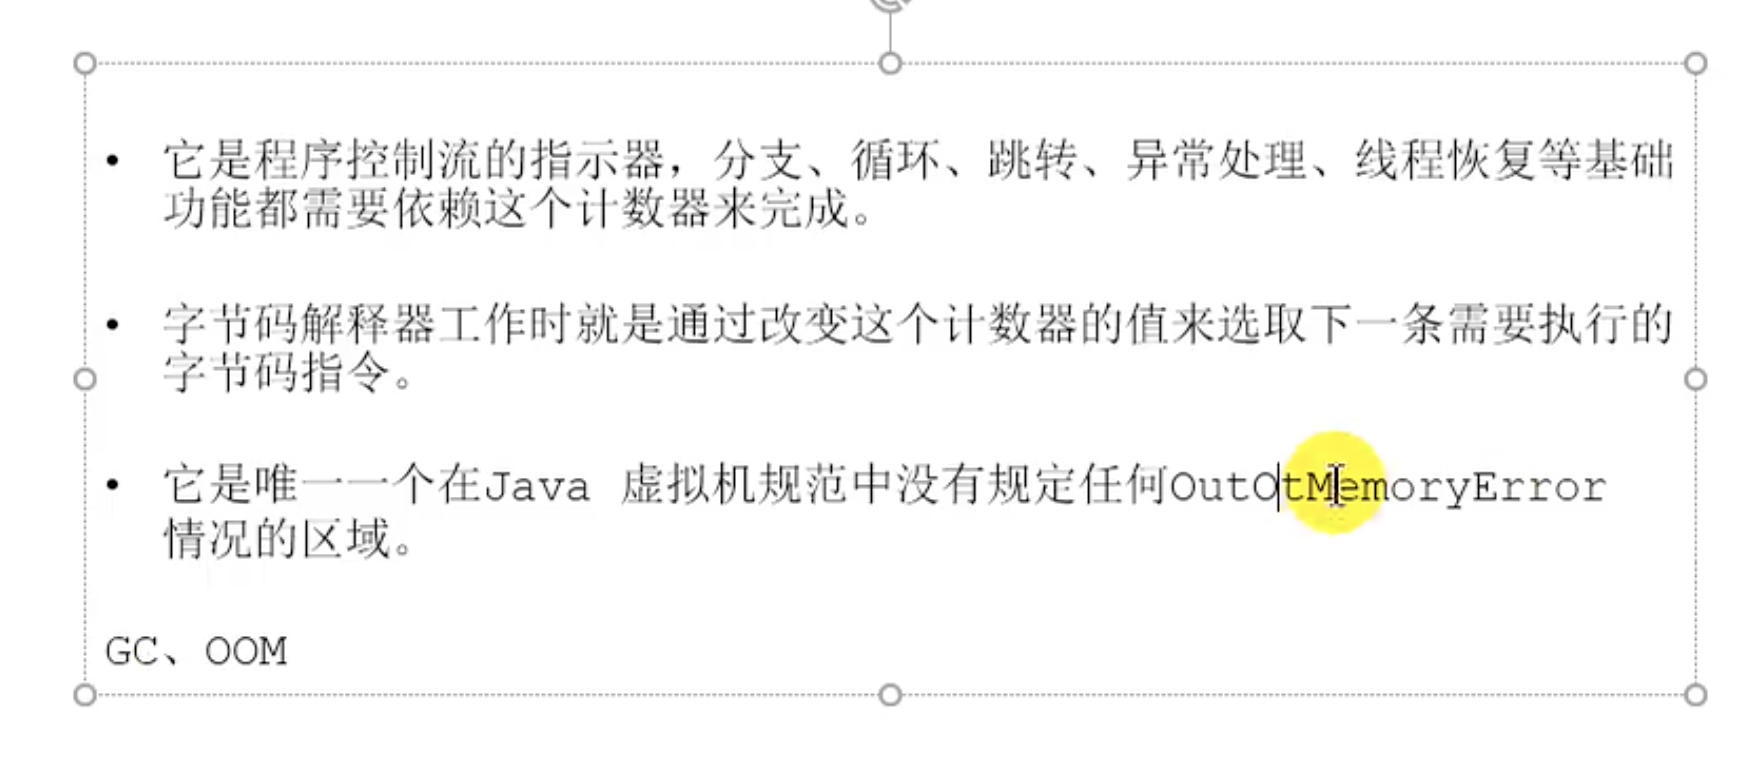 • 它是程序控制流的指示器，分支、循环、跳转、异常处理、线程恢复等基础
功能都需要依赖这个计数器来完成。
• 字节码解释器工作时就是通过改变这个计数器的值来选取下一条需要执行的
字节码指令。
• 它是唯一一个在Java 虚拟机规范中没有规定任何OutOtMemoryError
情况的区域。
GC、OOM